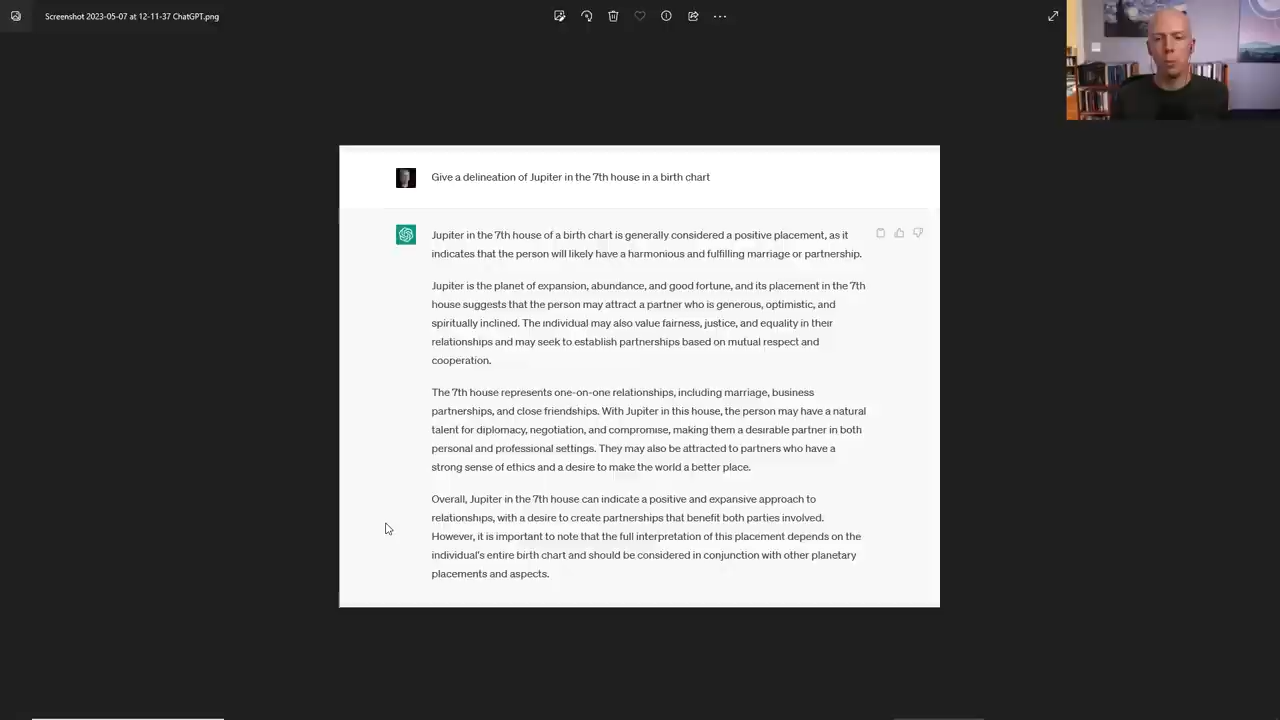 Screenshot 2023-05-07 at 12-11-37 ChatGPT.png
Give a delineation of Jupiter in the 7th house in a birth chart
Jupiter in the 7th house of a birth chart is generally considered a positive placement, as it
indicates that the person will likely have a harmonious and fulfilling marriage or partnership.
Jupiter is the planet of expansion, abundance, and good fortune, and its placement in the 7th
house suggests that the person may attract a partner who is generous, optimistic, and
spiritually inclined. The individual may also value fairness, justice, and equality in their
relationships and may seek to establish partnerships based on mutual respect and
cooperation.
The 7th house represents one-on-one relationships, including marriage, business
partnerships, and close friendships. With Jupiter in this house, the person may have a natural
talent for diplomacy, negotiation, and compromise, making them a desirable partner in both
personal and professional settings. They may also be attracted to partners who have a
strong sense of ethics and a desire to make the world a better place.
Overall, Jupiter in the 7th house can indicate a positive and expansive approach to
relationships, with a desire to create partnerships that benefit both parties involved.
However, it is important to note that the full interpretation of this placement depends on the
individual's entire birth chart and should be considered in conjunction with other planetary
placements and aspects.